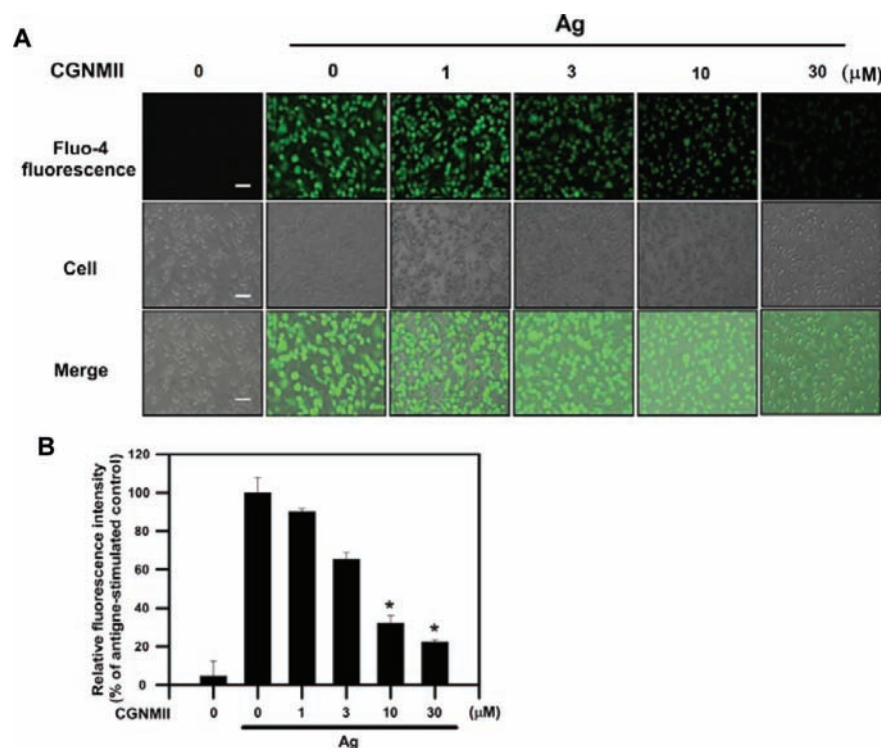 A
Ag
CGNMII 0 0 1 3 10 30 (μM)
Fluo-4
fluorescence
Cell
Merge
B
Relative fluorescence intensity
(% of antigne-stimulated control)
120
100
80
60
40
20
0
* *
CGNMII 0 0 1 3 10 30 (μM)
Ag